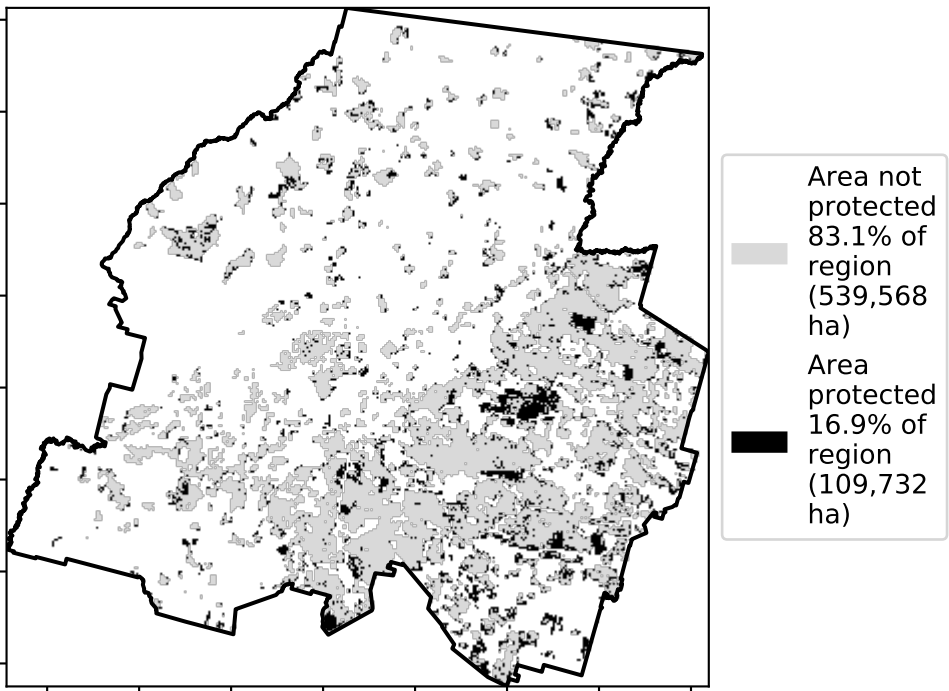 Area not
protected
83.1% of
region
(539,568
ha)
Area
protected
16.9% of
region
(109,732
ha)